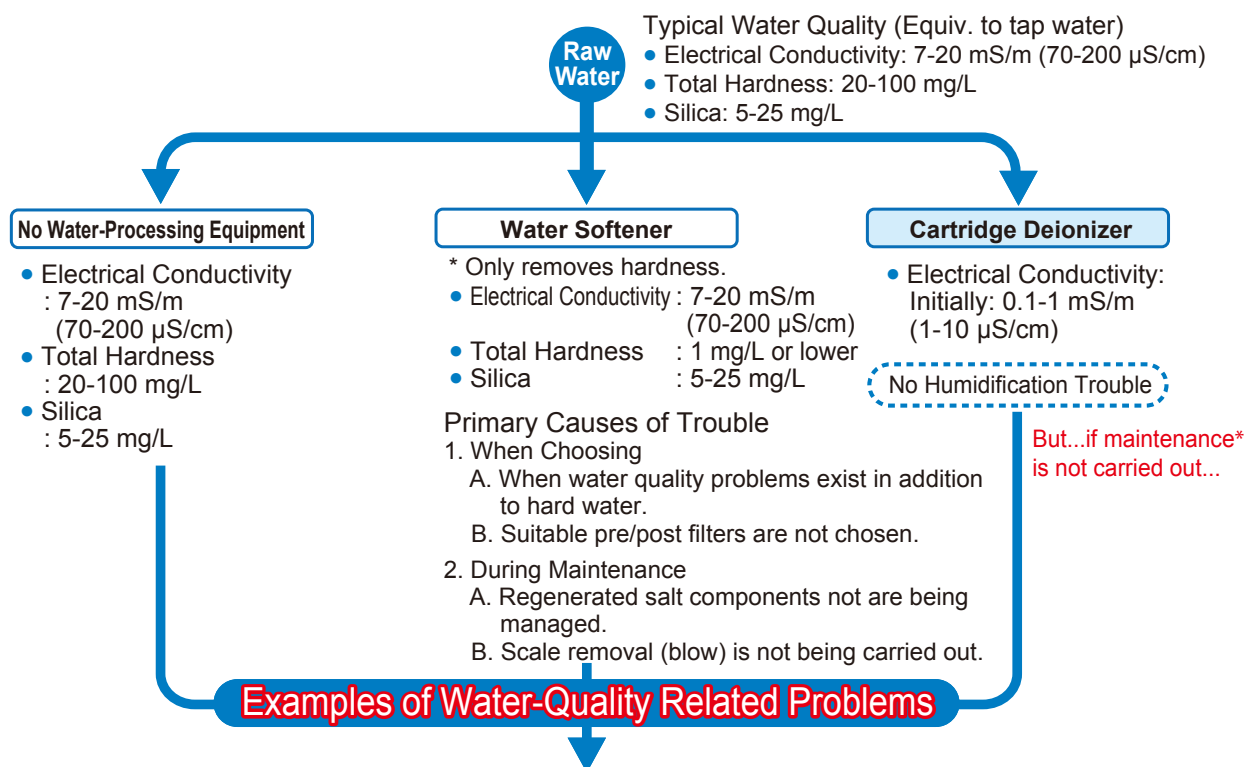 Raw
Water
Typical Water Quality (Equiv. to tap water)
● Electrical Conductivity: 7-20 mS/m (70-200 µS/cm)
● Total Hardness: 20-100 mg/L
● Silica: 5-25 mg/L
No Water-Processing Equipment
● Electrical Conductivity
: 7-20 mS/m
(70-200 µS/cm)
● Total Hardness
: 20-100 mg/L
● Silica
: 5-25 mg/L
Water Softener
* Only removes hardness.
● Electrical Conductivity : 7-20 mS/m
(70-200 µS/cm)
● Total Hardness : 1 mg/L or lower
● Silica : 5-25 mg/L
Primary Causes of Trouble
1. When Choosing
A. When water quality problems exist in addition
to hard water.
B. Suitable pre/post filters are not chosen.
2. During Maintenance
A. Regenerated salt components not are being
managed.
B. Scale removal (blow) is not being carried out.
Cartridge Deionizer
● Electrical Conductivity:
Initially: 0.1-1 mS/m
(1-10 µS/cm)
No Humidification Trouble
But...if maintenance*
is not carried out...
Examples of Water-Quality Related Problems